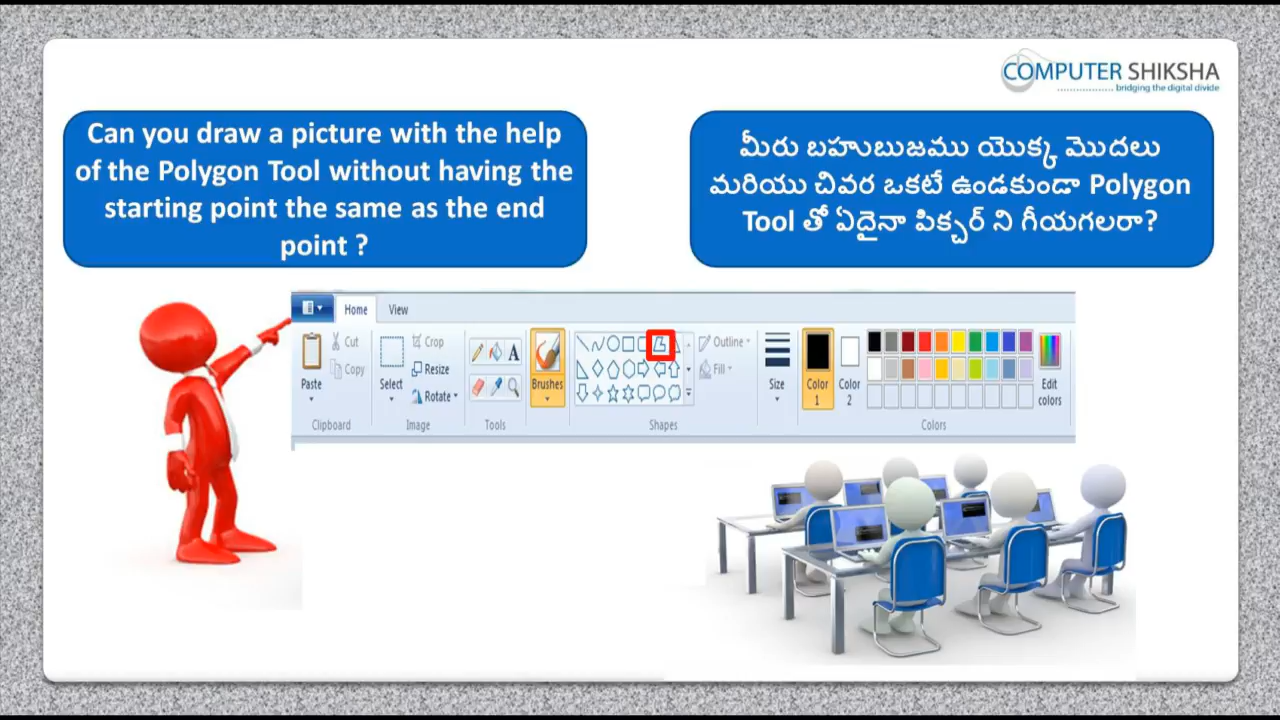 COMPUTER SHIKSHA
bridging the digital divide
Can you draw a picture with the help
of the Polygon Tool without having the
starting point the same as the end
point ?
మీరు బహుబుజము యొక్క మొదలు
మరియు చివర ఒకటే ఉండకుండా Polygon
Tool తో ఏదైనా పిక్చర్ ని గీయగలరా?
Home View
Cut
Copy
Paste
Clipboard
Crop
Resize
Rotate
Select
Image
A
Tools
Brushes
Outline
Fill
Shapes
Size
Color
1
Color
2
Edit
colors
Colors